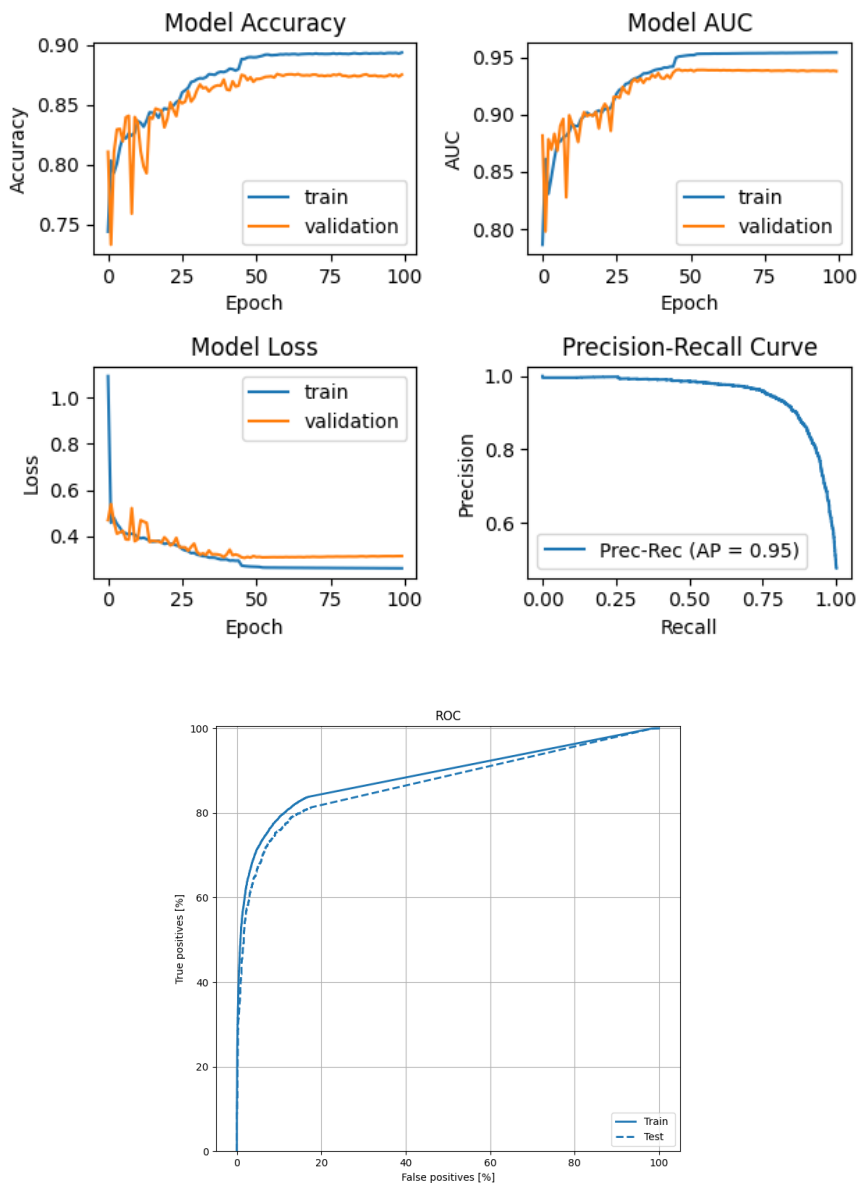 Model Accuracy
0.90
0.85
0.80
0.75
Accuracy
train
validation
0 25 50 75 100
Epoch
Model AUC
0.95
0.90
0.85
0.80
AUC
train
validation
0 25 50 75 100
Epoch
Model Loss
1.0
0.8
0.6
0.4
Loss
train
validation
0 25 50 75 100
Epoch
Precision-Recall Curve
1.0
0.8
0.6
Precision
Prec-Rec (AP = 0.95)
0.00 0.25 0.50 0.75 1.00
Recall
ROC
100
80
60
40
20
0
True positives [%]
Train
Test
0 20 40 60 80 100
False positives [%]